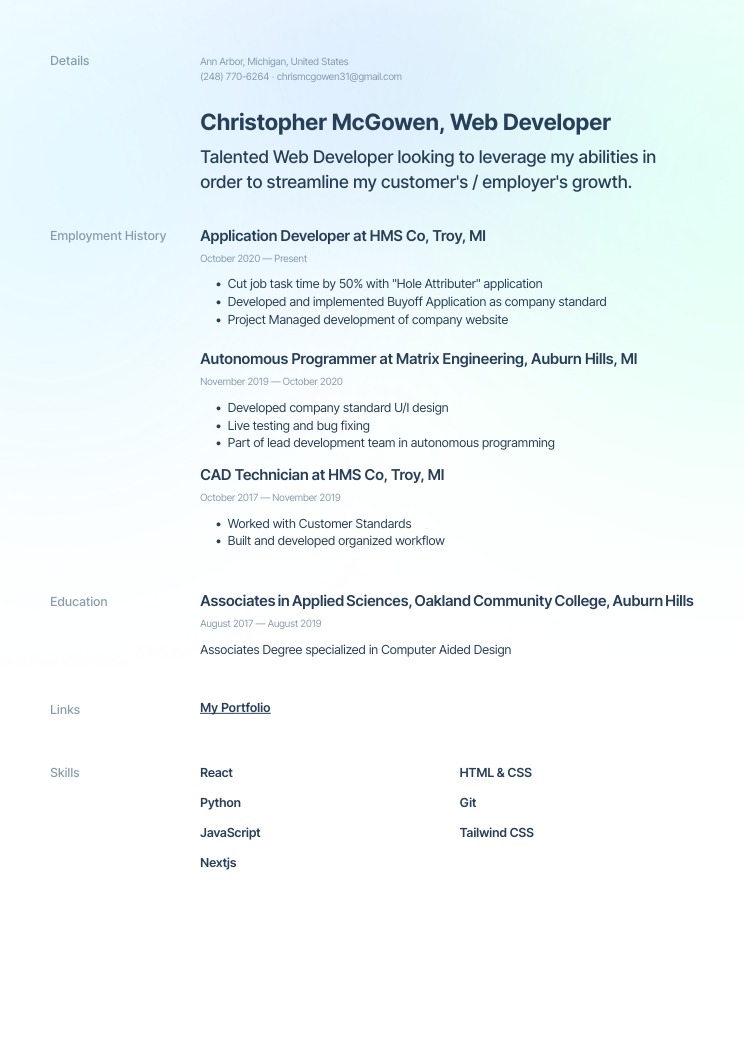 Details
Ann Arbor, Michigan, United States
(248) 770-6264 · chrismcgowen31@gmail.com
Christopher McGowen, Web Developer
Talented Web Developer looking to leverage my abilities in
order to streamline my customer's / employer's growth.
Employment History
Application Developer at HMS Co, Troy, MI
October 2020 — Present
• Cut job task time by 50% with "Hole Attributer" application
• Developed and implemented Buyoff Application as company standard
• Project Managed development of company website
Autonomous Programmer at Matrix Engineering, Auburn Hills, MI
November 2019 — October 2020
• Developed company standard U/I design
• Live testing and bug fixing
• Part of lead development team in autonomous programming
CAD Technician at HMS Co, Troy, MI
October 2017 — November 2019
• Worked with Customer Standards
• Built and developed organized workflow
Education
Associates in Applied Sciences, Oakland Community College, Auburn Hills
August 2017 — August 2019
Associates Degree specialized in Computer Aided Design
Links
My Portfolio
Skills
React
HTML & CSS
Python
Git
JavaScript
Tailwind CSS
Nextjs